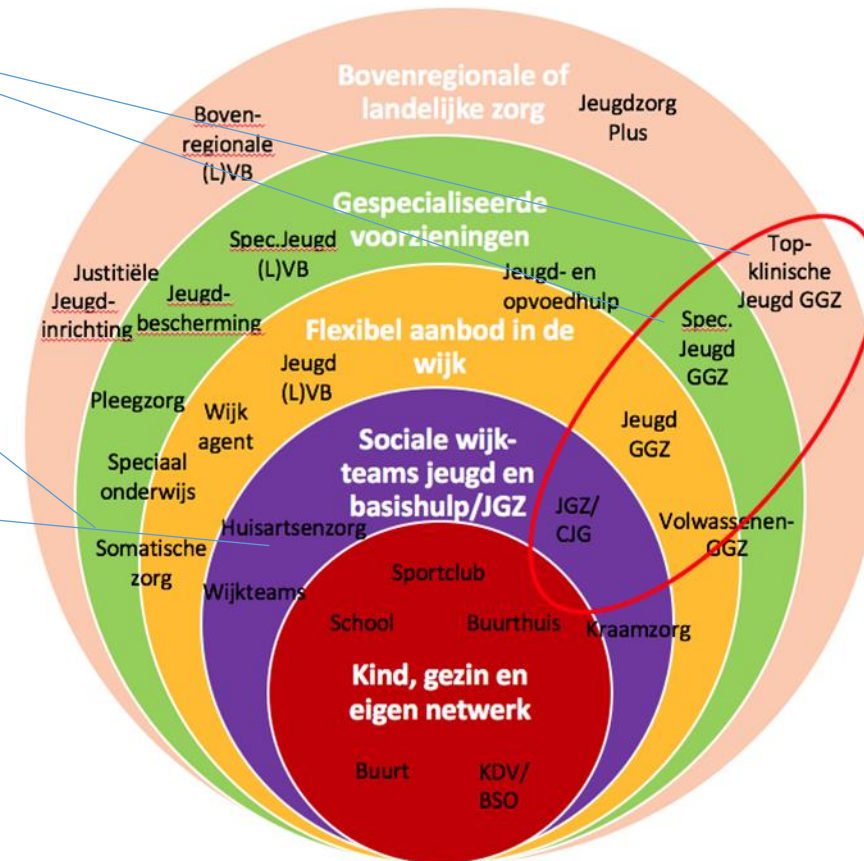 Bovenregionale of
landelijke zorg
Jeugdzorg
Plus
Boven-
regionale
(L)VB
Gespecialiseerde
voorzieningen
Spec.Jeugd
(L)VB
Top-
klinische
Jeugd GGZ
Justitiële
Jeugd-
inrichting
Jeugd-
bescherming
Jeugd- en
opvoedhulp
Spec.
Jeugd
GGZ
Flexibel aanbod in de
wijk
Jeugd
(L)VB
Pleegzorg
Wijk
agent
Jeugd
GGZ
Sociale wijk-
teams jeugd en
basishulp/JGZ
Speciaal
onderwijs
JGZ/
CJG
Huisartsenzorg
Volwassenen-
GGZ
Somatische
zorg
Wijkteams
Sportclub
School
Buurthuis
Kraamzorg
Kind, gezin en
eigen netwerk
Buurt
KDV/
BSO